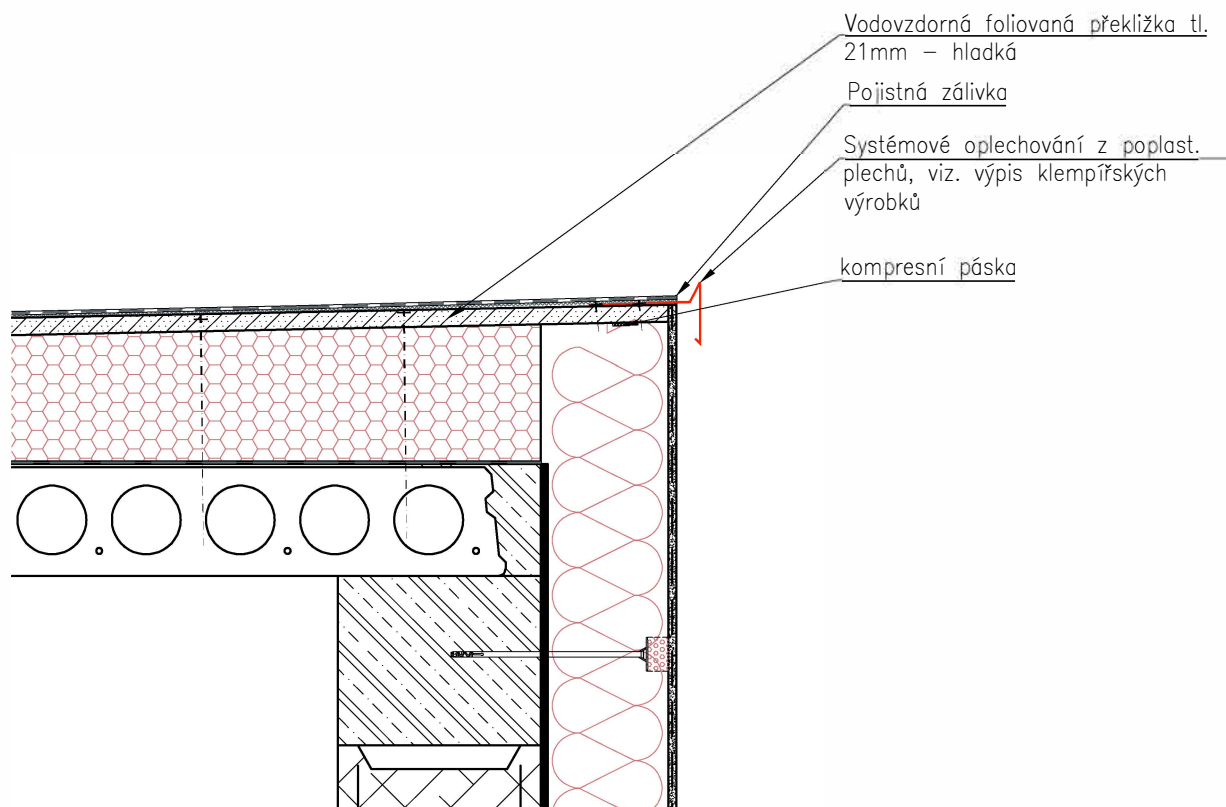 Vodovzdorná foliovaná překližka tl.
21mm – hladká
Pojistná zálivka
Systémové oplechování z poplast.
plechů, viz. výpis klempířských
výrobků
kompresní páska